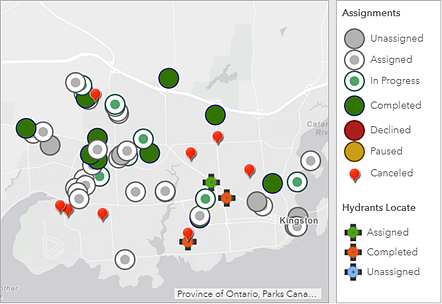 Assignments
Unassigned
Assigned
In Progress
Completed
Declined
Paused
Canceled
Hydrants Locate
Assigned
Completed
Unassigned
Kingston
Province of Ontario, Parks Cana…